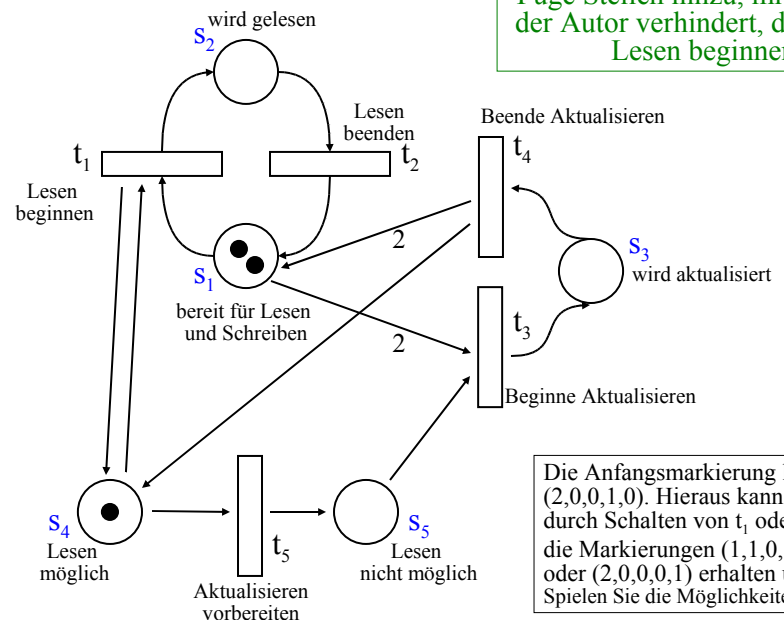 Füge Stellen hinzu, mit
der Autor verhindert, d
Lesen beginnen
wird gelesen
s2
Lesen
beenden
Beende Aktualisieren
t1
t2
t4
Lesen
beginnen
2
s3
s1
wird aktualisiert
bereit für Lesen
und Schreiben
t3
2
Beginne Aktualisieren
Die Anfangsmarkierung
(2,0,0,1,0). Hieraus kann
durch Schalten von t1 ode
die Markierungen (1,1,0,
oder (2,0,0,0,1) erhalten
Spielen Sie die Möglichkeite
s4
s5
Lesen
möglich
t5
Lesen
nicht möglich
Aktualisieren
vorbereiten